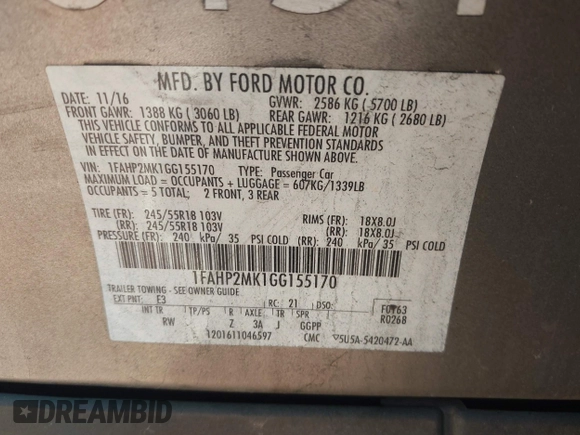 MFD. BY FORD MOTOR CO.
DATE: 11/16 GVWR: 2586 KG ( 5700 LB)
FRONT GAWR: 1388 KG ( 3060 LB) REAR GAWR: 1216 KG ( 2680 LB)
THIS VEHICLE CONFORMS TO ALL APPLICABLE FEDERAL MOTOR
VEHICLE SAFETY, BUMPER, AND THEFT PREVENTION STANDARDS
IN EFFECT ON THE DATE OF MANUFACTURE SHOWN ABOVE.
VIN: 1FAHP2MK1GG155170 TYPE: Passenger Car
MAXIMUM LOAD = OCCUPANTS + LUGGAGE = 607KG/1339LB
OCCUPANTS = 5 TOTAL; 2 FRONT, 3 REAR
TIRE (FR): 245/55R18 103V RIMS (FR): 18X8.0J
(RR): 245/55R18 103V (RR): 18X8.0J
PRESSURE (FR): 240 kPa/ 35 PSI COLD (RR): 240 kPa/ 35 PSI COLD
1FAHP2MK1GG155170
TRAILER TOWING - SEE OWNER GUIDE
EXT PNT: E3 RC: 21 DSO: F0163
INT TR TP/PS R AXLE TR SPR R0268
RW Z 3A J GGPP
1201611046597 CMC 5U5A-5420472-AA
DREAMBID